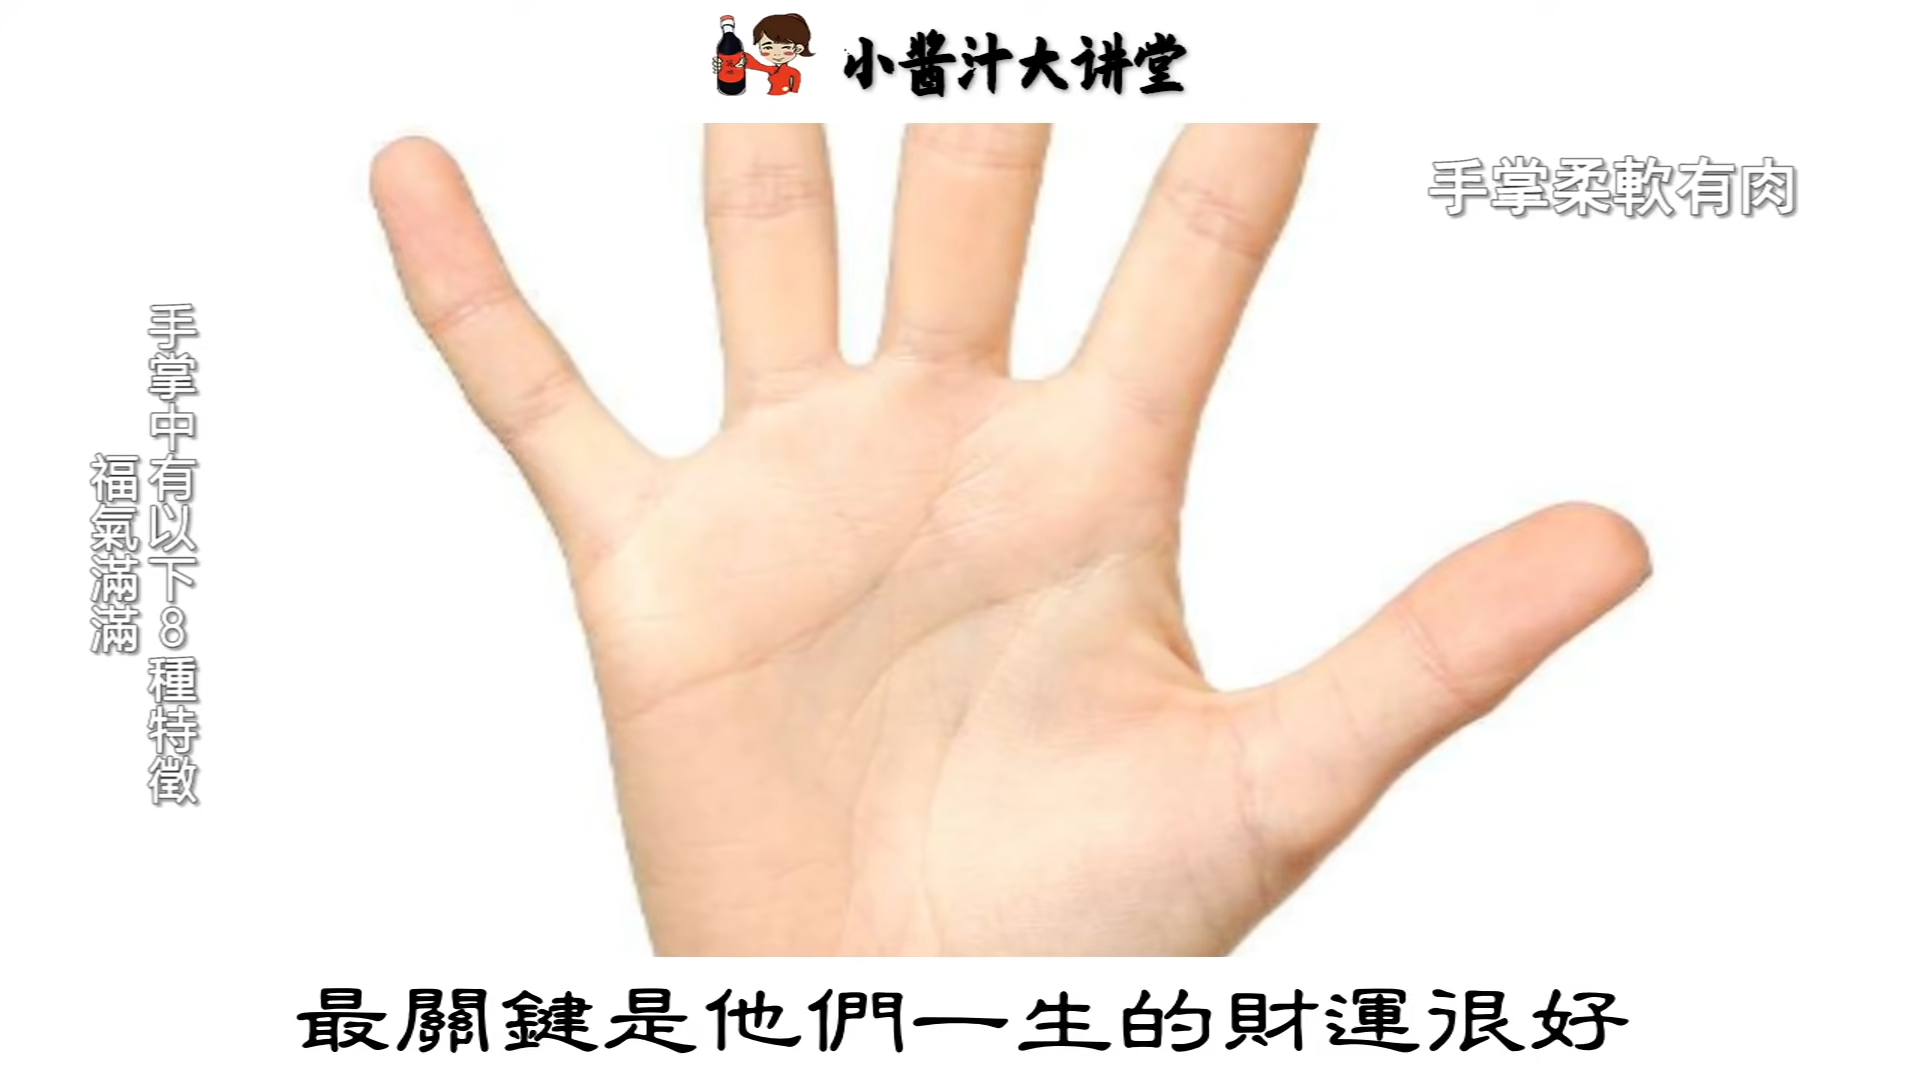 小酱汁大讲堂
手掌柔軟有肉
手掌中有以下8種特徵
福氣滿滿
最關鍵是他們一生的財運很好